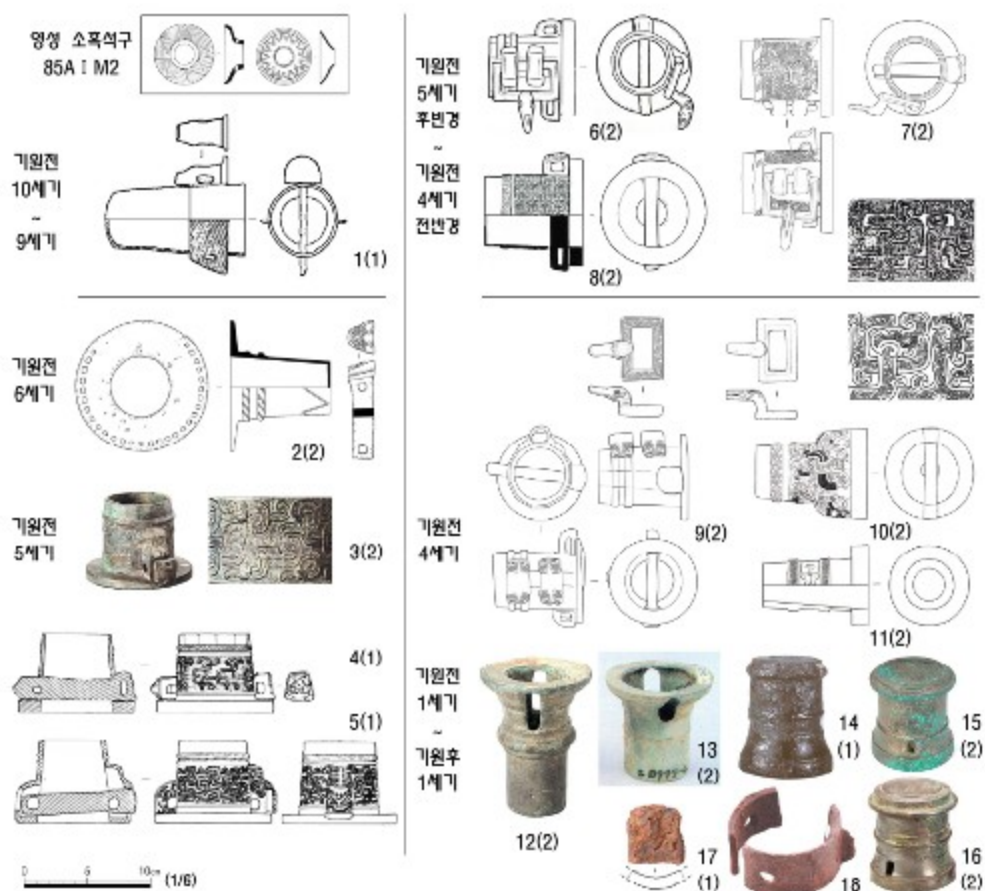 영성 소흑석구
85A I M2
기원전
10세기
~
9세기
1(1)
기원전
6세기
2(2)
기원전
5세기
3(2)
4(1)
5(1)
0 5 10cm (1/6)
기원전
5세기
후반경
~
기원전
4세기
전반경
6(2)
7(2)
8(2)
기원전
4세기
9(2)
10(2)
11(2)
기원전
1세기
~
기원후
1세기
12(2)
13
(2)
14
(1)
15
(2)
16
(2)
17
(1)
18